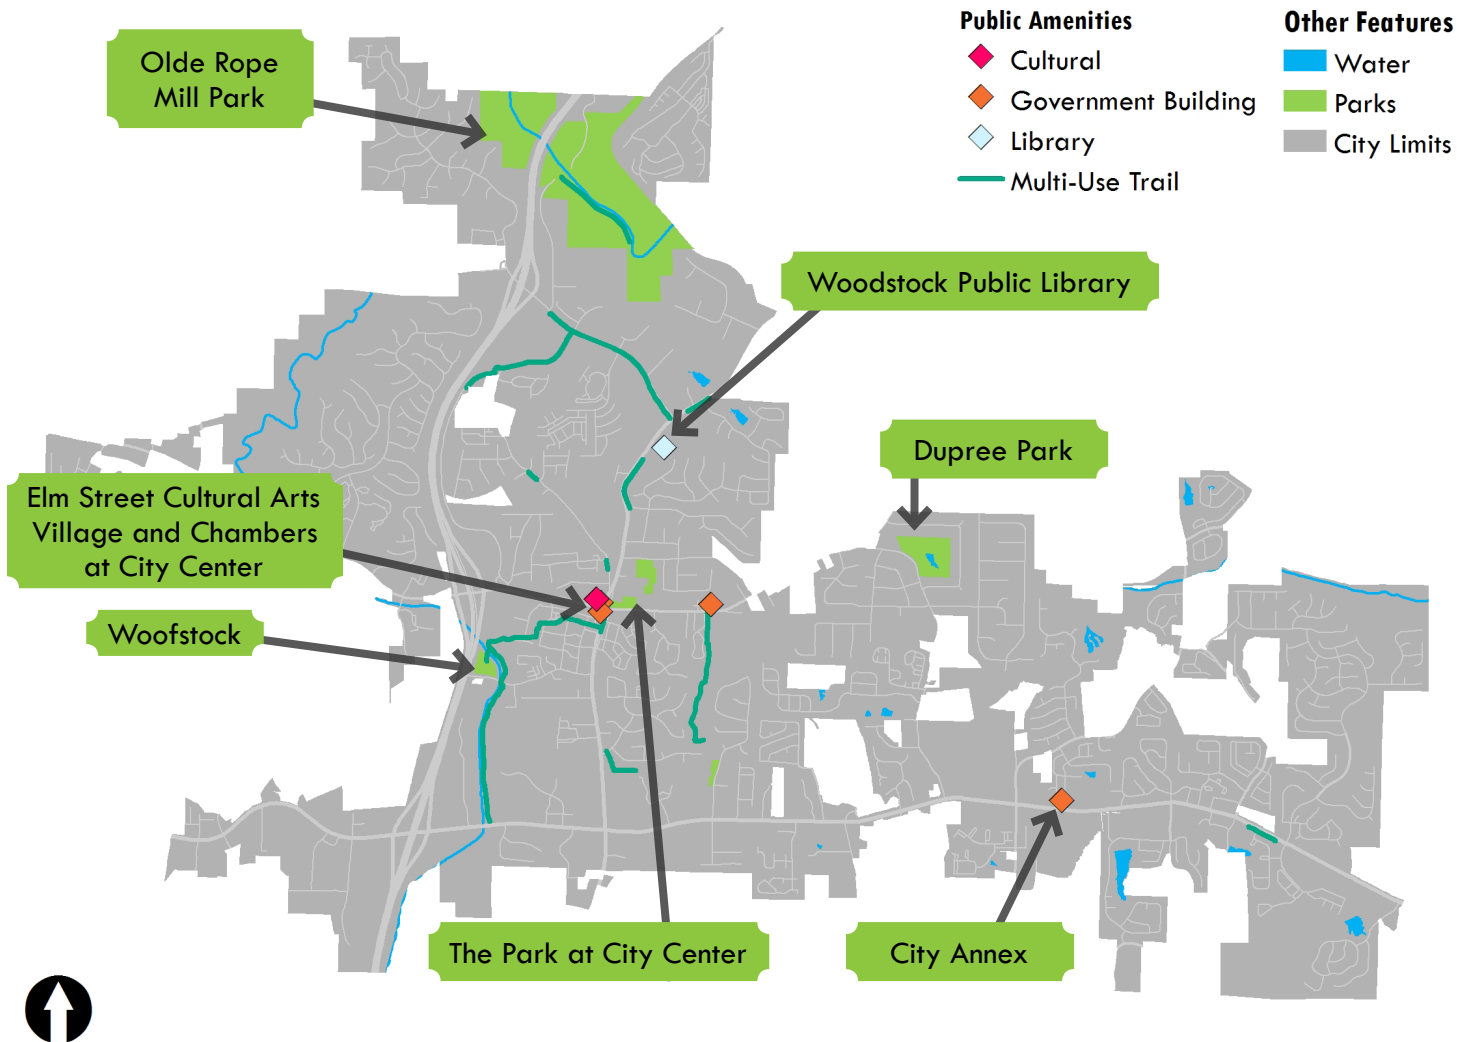 Public Amenities
Cultural
Government Building
Library
Multi-Use Trail
Other Features
Water
Parks
City Limits
Olde Rope
Mill Park
Woodstock Public Library
Dupree Park
Elm Street Cultural Arts
Village and Chambers
at City Center
Woofstock
The Park at City Center
City Annex